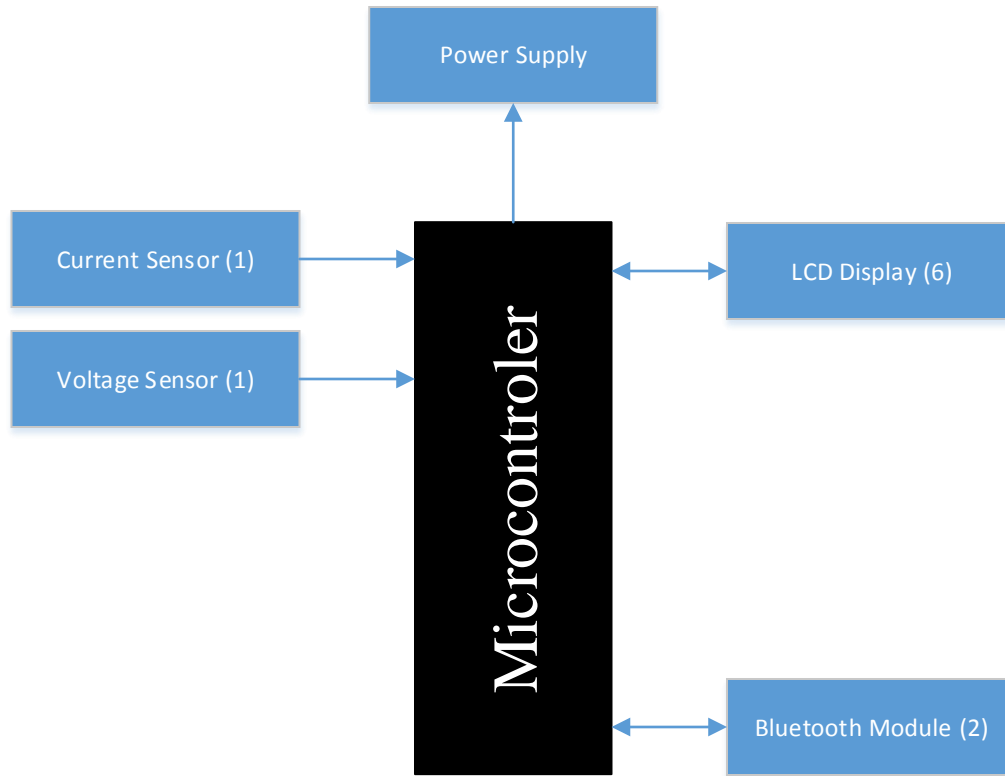 Power Supply
Current Sensor (1)
LCD Display (6)
Voltage Sensor (1)
Microcontroler
Bluetooth Module (2)